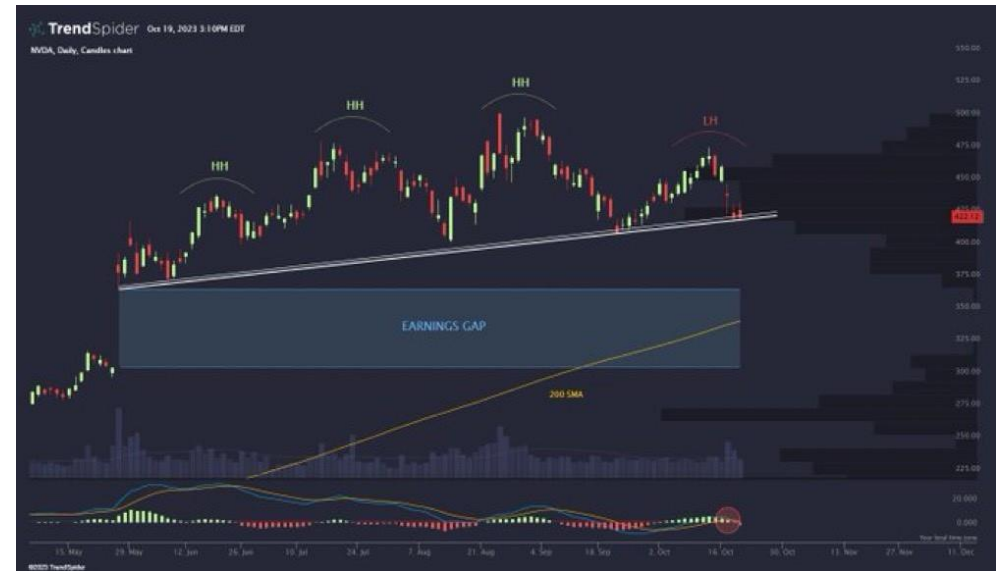 TrendSpider Oct 19, 2023 3:10PM EDT
NVDA, Daily, Candles chart
550.00
525.00
HH
HH
HH
LH
500.00
475.00
450.00
422.12
400.00
375.00
350.00
EARNINGS GAP
325.00
300.00
200 SMA
275.00
250.00
225.00
20.000
0.000
Your local time zone
15. May 29. May 12. Jun 26. Jun 10. Jul 24. Jul 7. Aug 21. Aug 4. Sep 18. Sep 2. Oct 16. Oct 30. Oct 13. Nov 27. Nov 11. Dec
TrendSpider